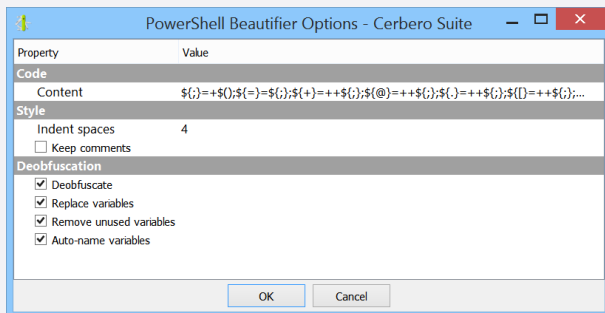 PowerShell Beautifier Options - Cerbero Suite
Property Value
Code
Content ${;}=+$();${=}=${;};${+}=++${;};${@}=++${;};${.}=++${;};${[}=++${;};...
Style
Indent spaces 4
Keep comments
Deobfuscation
Deobfuscate
Replace variables
Remove unused variables
Auto-name variables
OK Cancel